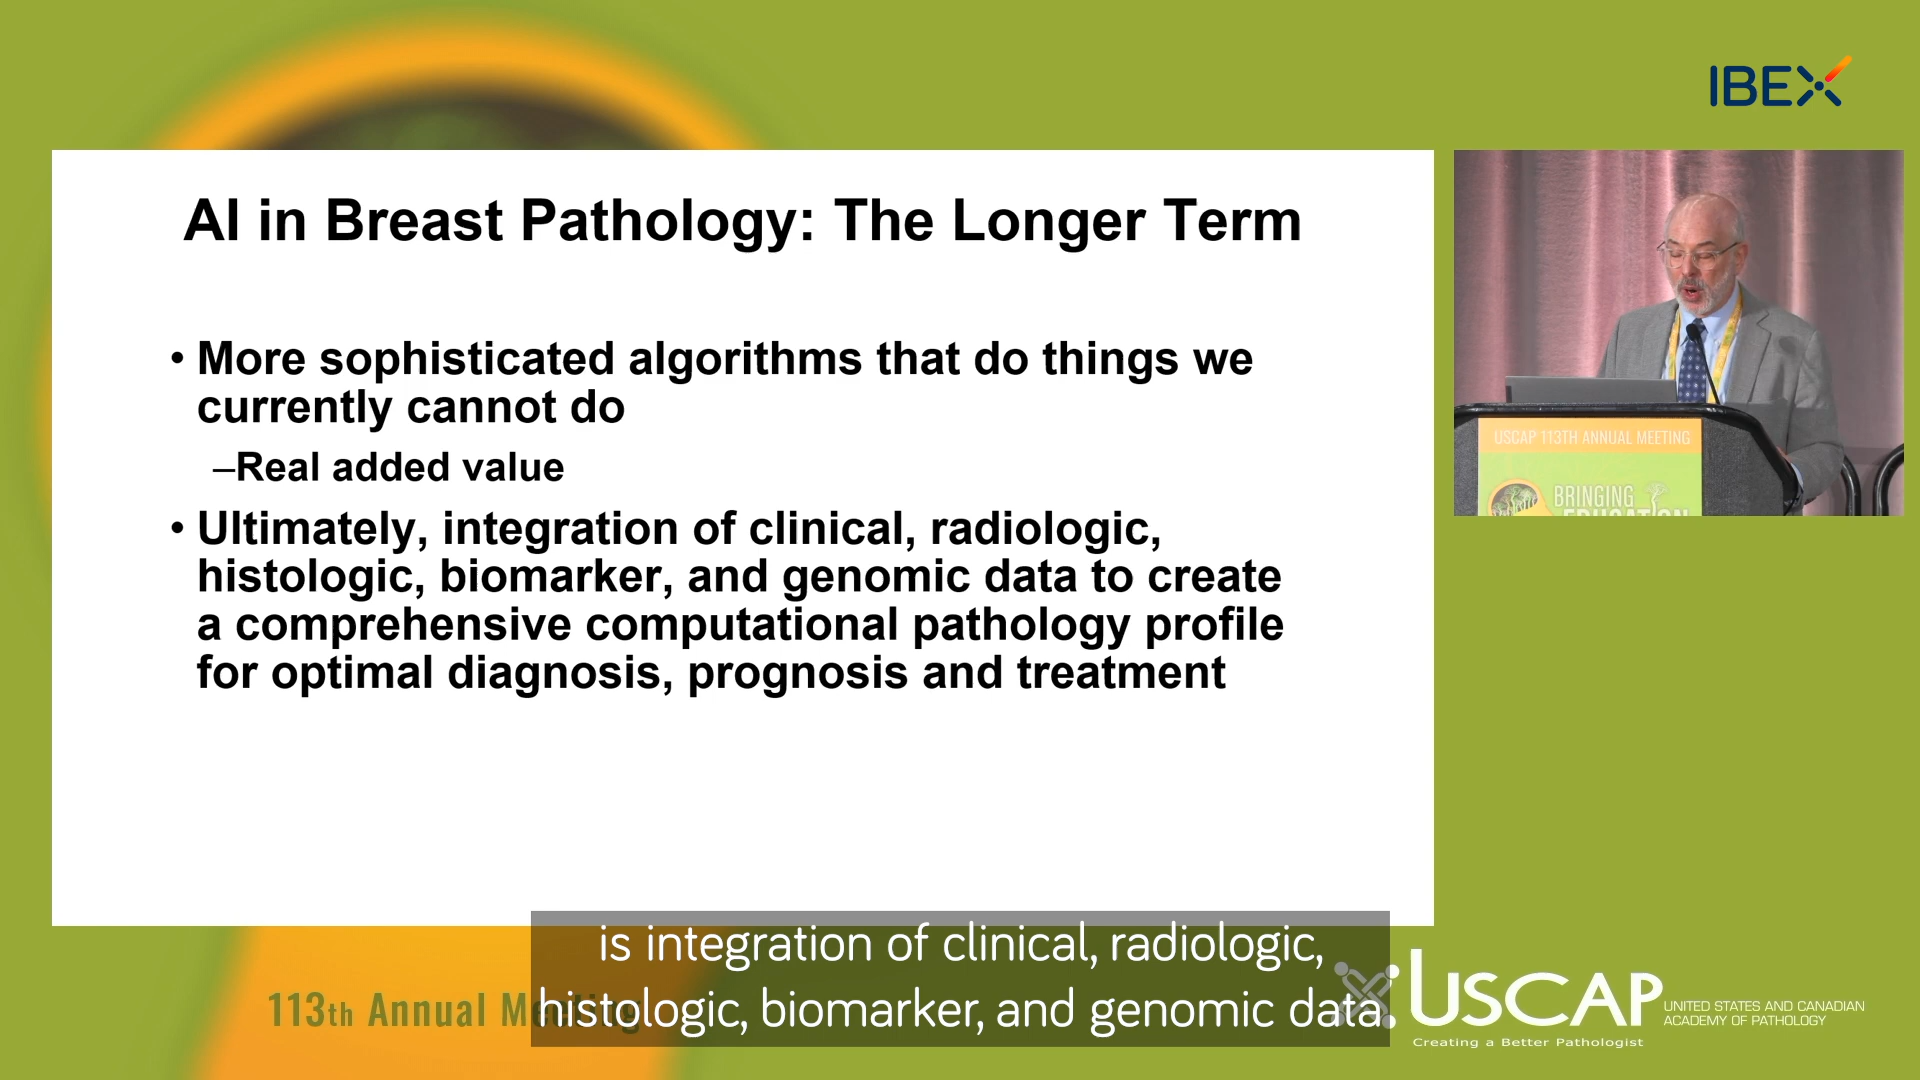 IBEX
AI in Breast Pathology: The Longer Term
• More sophisticated algorithms that do things we
currently cannot do
–Real added value
• Ultimately, integration of clinical, radiologic,
histologic, biomarker, and genomic data to create
a comprehensive computational pathology profile
for optimal diagnosis, prognosis and treatment
USCAP 113TH ANNUAL MEETING
BRINGING
EDUCATION
is integration of clinical, radiologic,
histologic, biomarker, and genomic data
113th Annual Meeting
USCAP
UNITED STATES AND CANADIAN
ACADEMY OF PATHOLOGY
Creating a Better Pathologist